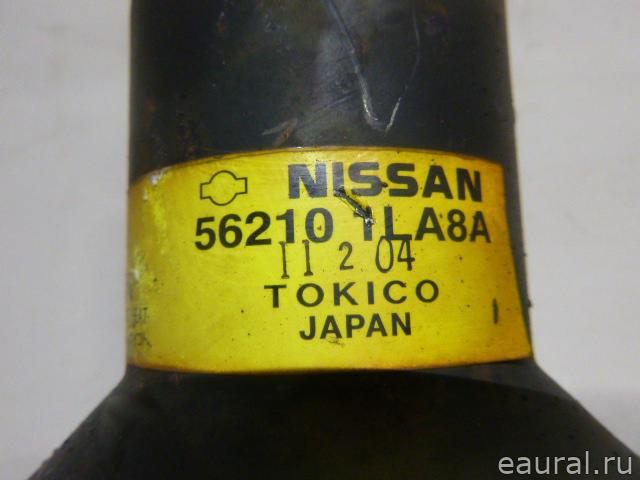 NISSAN
56210 1LA8A
11 2 04
TOKICO
JAPAN
eaural.ru